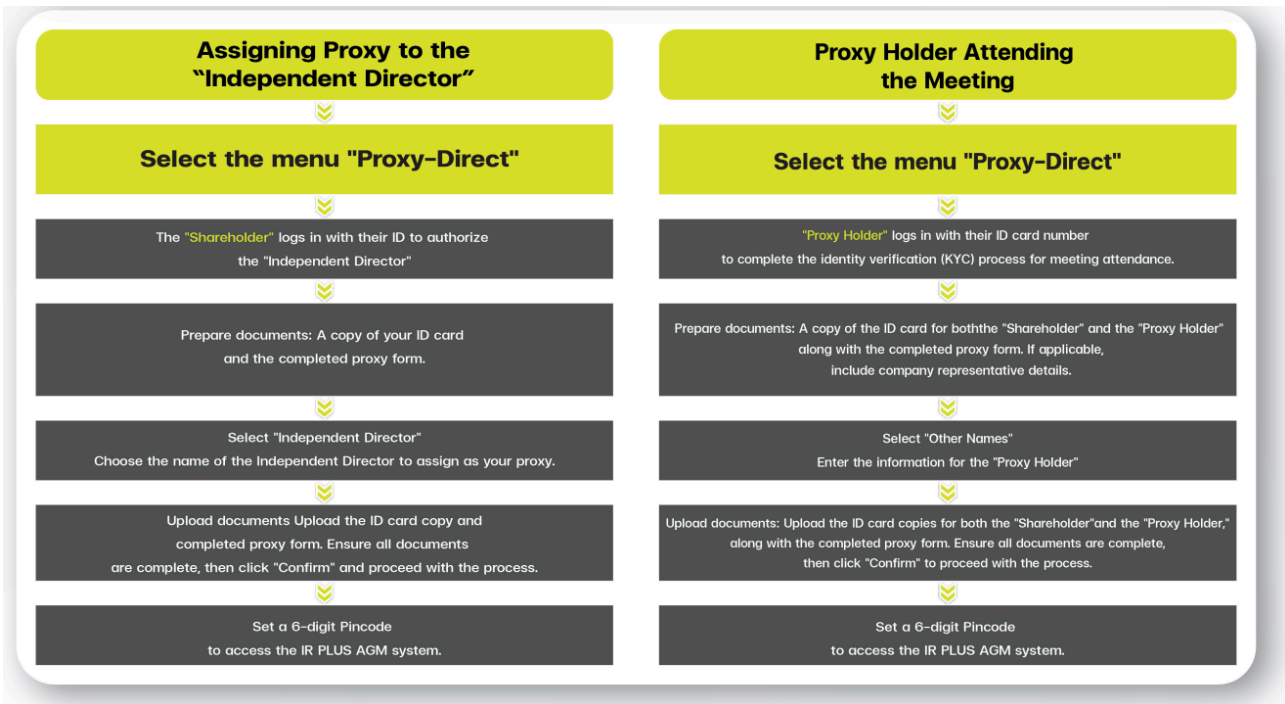 Assigning Proxy to the
"Independent Director"
Select the menu "Proxy-Direct"
The "Shareholder" logs in with their ID to authorize
the "Independent Director"
Prepare documents: A copy of your ID card
and the completed proxy form.
Select "Independent Director"
Choose the name of the Independent Director to assign as your proxy.
Upload documents Upload the ID card copy and
completed proxy form. Ensure all documents
are complete, then click "Confirm" and proceed with the process.
Set a 6-digit Pincode
to access the IR PLUS AGM system.
Proxy Holder Attending
the Meeting
Select the menu "Proxy-Direct"
"Proxy Holder" logs in with their ID card number
to complete the identity verification (KYC) process for meeting attendance.
Prepare documents: A copy of the ID card for boththe "Shareholder" and the "Proxy Holder"
along with the completed proxy form. If applicable,
include company representative details.
Select "Other Names"
Enter the information for the "Proxy Holder"
Upload documents: Upload the ID card copies for both the "Shareholder"and the "Proxy Holder,"
along with the completed proxy form. Ensure all documents are complete,
then click "Confirm" to proceed with the process.
Set a 6-digit Pincode
to access the IR PLUS AGM system.